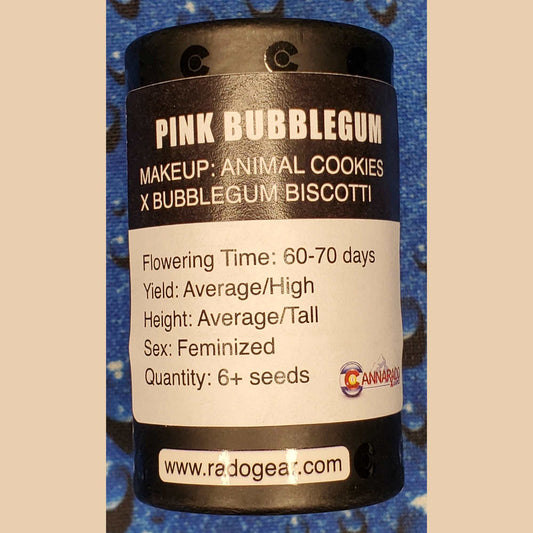 PINK BUBBLEGUM
MAKEUP: ANIMAL COOKIES
X BUBBLEGUM BISCOTTI
Flowering Time: 60-70 days
Yield: Average/High
Height: Average/Tall
Sex: Feminized
Quantity: 6+ seeds
CANNARADO
www.radogear.com